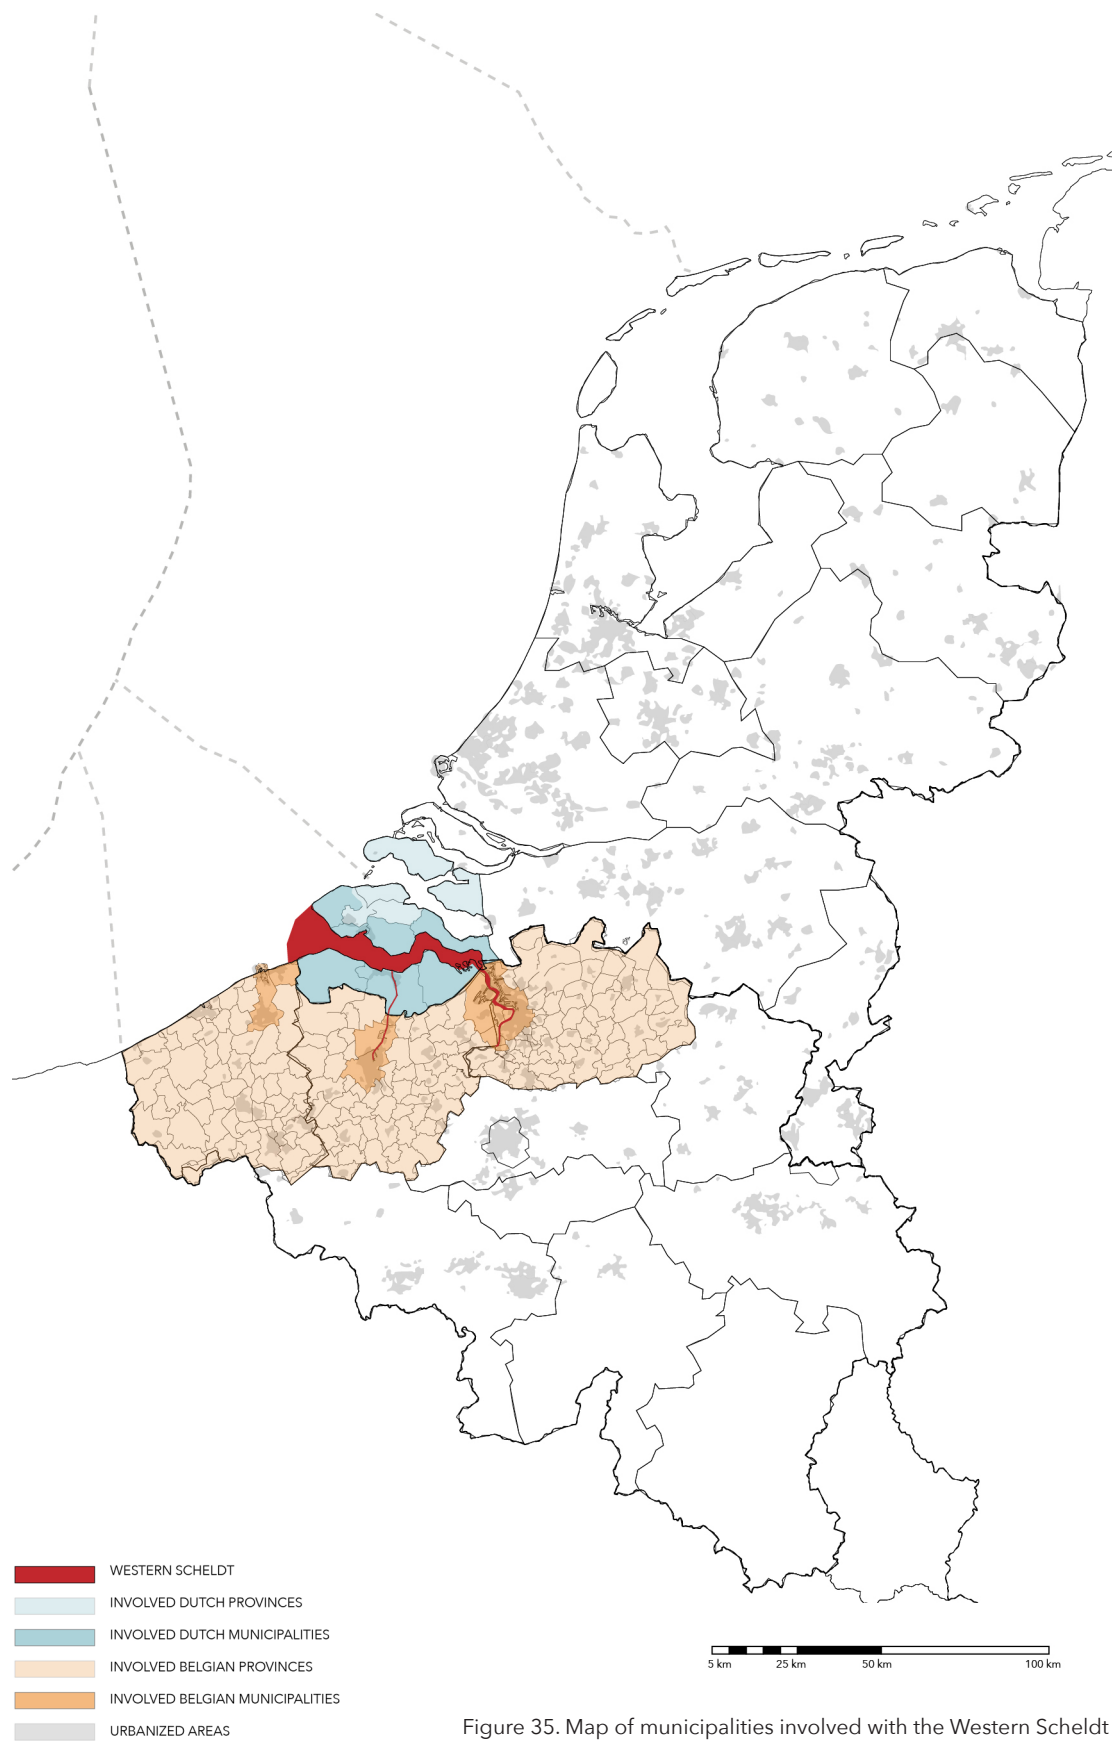 WESTERN SCHELDT
INVOLVED DUTCH PROVINCES
INVOLVED DUTCH MUNICIPALITIES
INVOLVED BELGIAN PROVINCES
INVOLVED BELGIAN MUNICIPALITIES
URBANIZED AREAS
5 km 25 km 50 km 100 km
Figure 35. Map of municipalities involved with the Western Scheldt